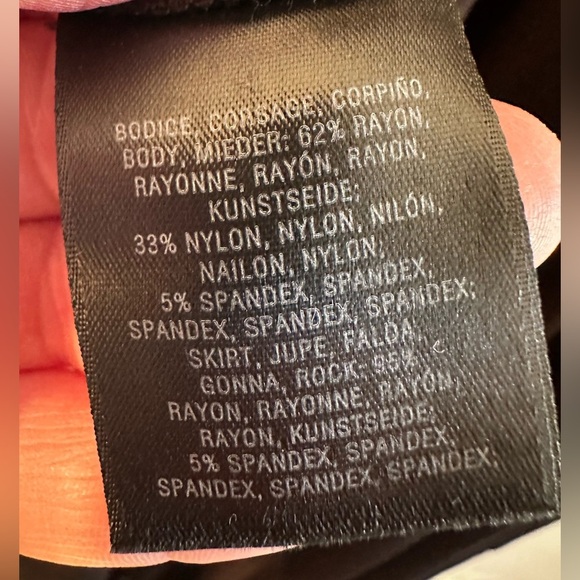 BODICE, CORSAGE, CORPIÑO,
BODY, MIEDER: 62% RAYON,
RAYONNE, RAYÓN, RAYON,
KUNSTSEIDE;
33% NYLON, NYLON, NILÓN,
NAILON, NYLON,
5% SPANDEX, SPANDEX,
SPANDEX, SPANDEX, SPANDEX;
SKIRT, JUPE, FALDA,
GONNA, ROCK: 95%
RAYON, RAYONNE, RAYÓN,
RAYON, KUNSTSEIDE;
5% SPANDEX, SPANDEX,
SPANDEX, SPANDEX, SPANDEX;